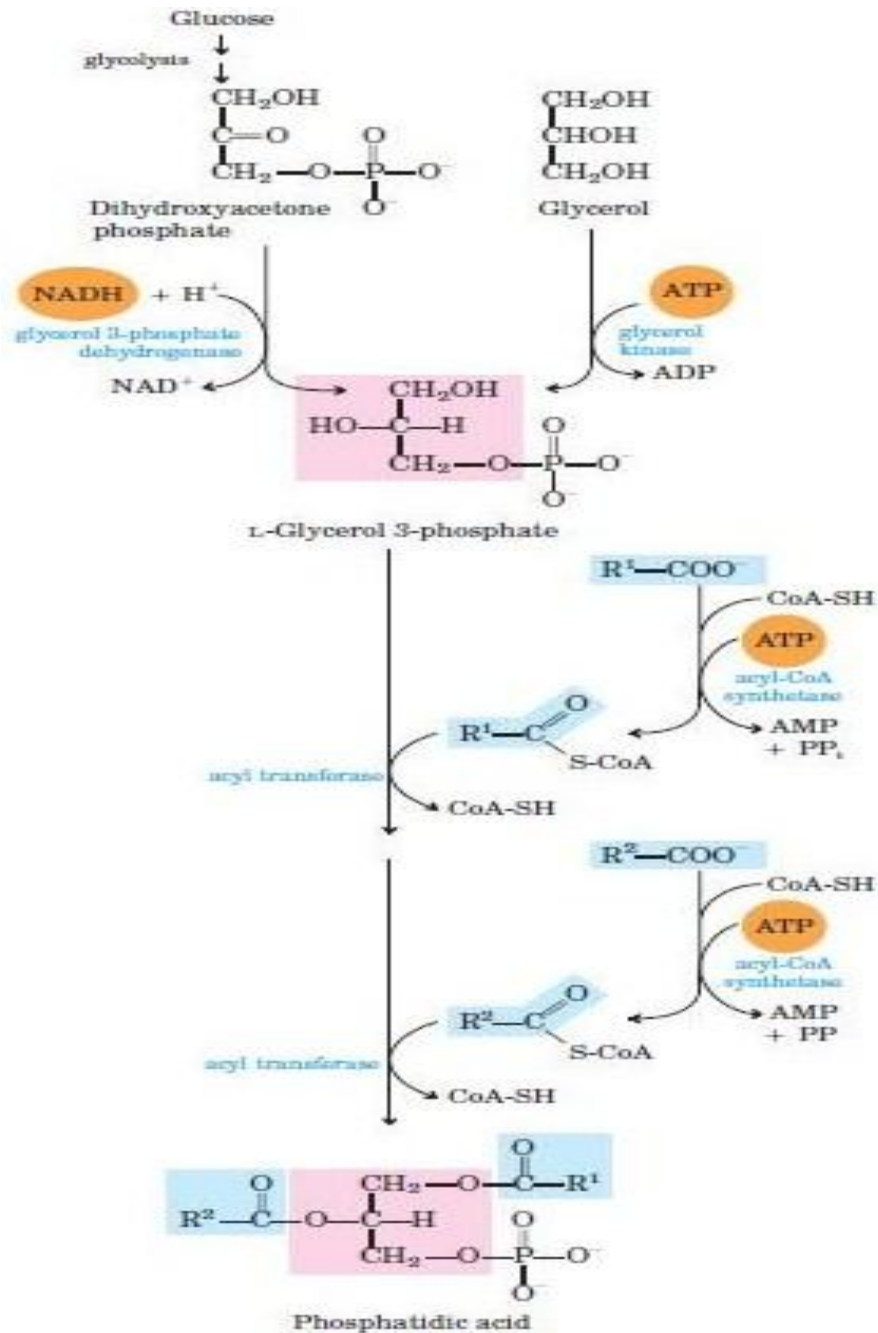 Glucose
glycolysis
CH₂OH
C=O
CH₂—O—P—O⁻
O
O⁻
Dihydroxyacetone
phosphate
CH₂OH
CHOH
CH₂OH
Glycerol
NADH + H⁺
glycerol 3-phosphate
dehydrogenase
NAD⁺
ATP
glycerol
kinase
ADP
CH₂OH
HO—C—H
CH₂—O—P—O⁻
O
O⁻
L-Glycerol 3-phosphate
R¹—COO⁻
CoA-SH
ATP
acyl-CoA
synthetase
AMP
+ PPᵢ
O
R¹—C
S-CoA
acyl transferase
CoA-SH
R²—COO⁻
CoA-SH
ATP
acyl-CoA
synthetase
AMP
+ PP
O
R²—C
S-CoA
acyl transferase
CoA-SH
O
O
CH₂—O—C—R¹
R²—C—O—C—H
O
CH₂—O—P—O⁻
O⁻
Phosphatidic acid